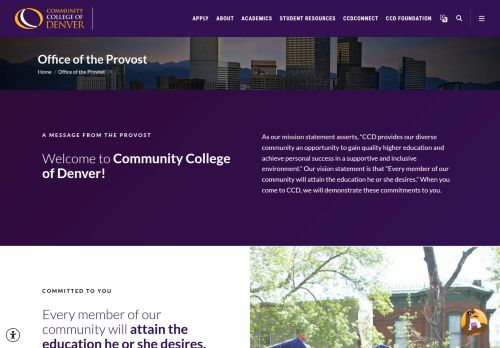 COMMUNITY
COLLEGE OF
DENVER
APPLY ABOUT ACADEMICS STUDENT RESOURCES CCDCONNECT CCD FOUNDATION
Office of the Provost
Home / Office of the Provost
A MESSAGE FROM THE PROVOST
Welcome to Community College
of Denver!
As our mission statement asserts, "CCD provides our diverse
community an opportunity to gain quality higher education and
achieve personal success in a supportive and inclusive
environment." Our vision statement is that "Every member of our
community will attain the education he or she desires." When you
come to CCD, we will demonstrate these commitments to you.
COMMITTED TO YOU
Every member of our
community will attain the
education he or she desires.